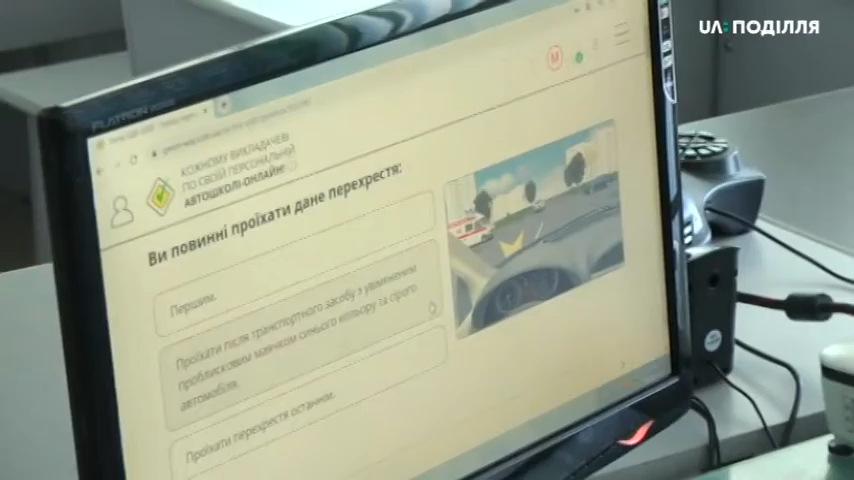 UA: ПОДІЛЛЯ
FLATRON
КОЖНОМУ ВИКЛАДАЧЕВІ
ПО СВОЇЙ ПЕРСОНАЛЬНІЙ
АВТОШКОЛІ-ОНЛАЙН!
Ви повинні проїхати дане перехрестя:
Першим.
Проїхати після транспортного засобу з увімкненим
проблисковим маячком синього кольору та сірого
автомобіля.
Проїхати перехрестя останнім.